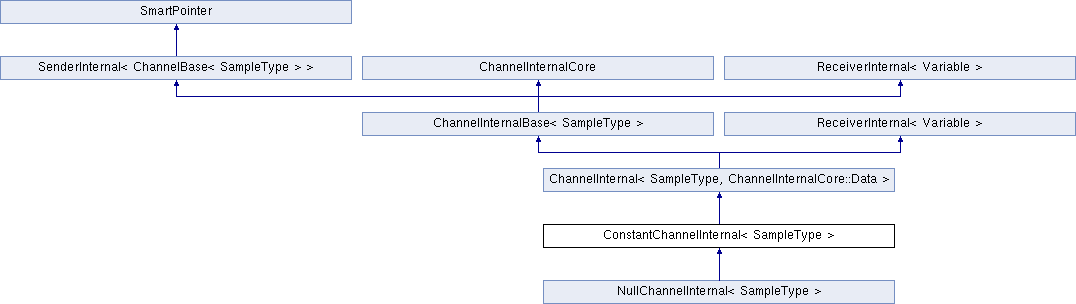 SmartPointer
SenderInternal< ChannelBase< SampleType > >
ChannelInternalCore
ReceiverInternal< Variable >
ChannelInternalBase< SampleType >
ReceiverInternal< Variable >
ChannelInternal< SampleType, ChannelInternalCore::Data >
ConstantChannelInternal< SampleType >
NullChannelInternal< SampleType >